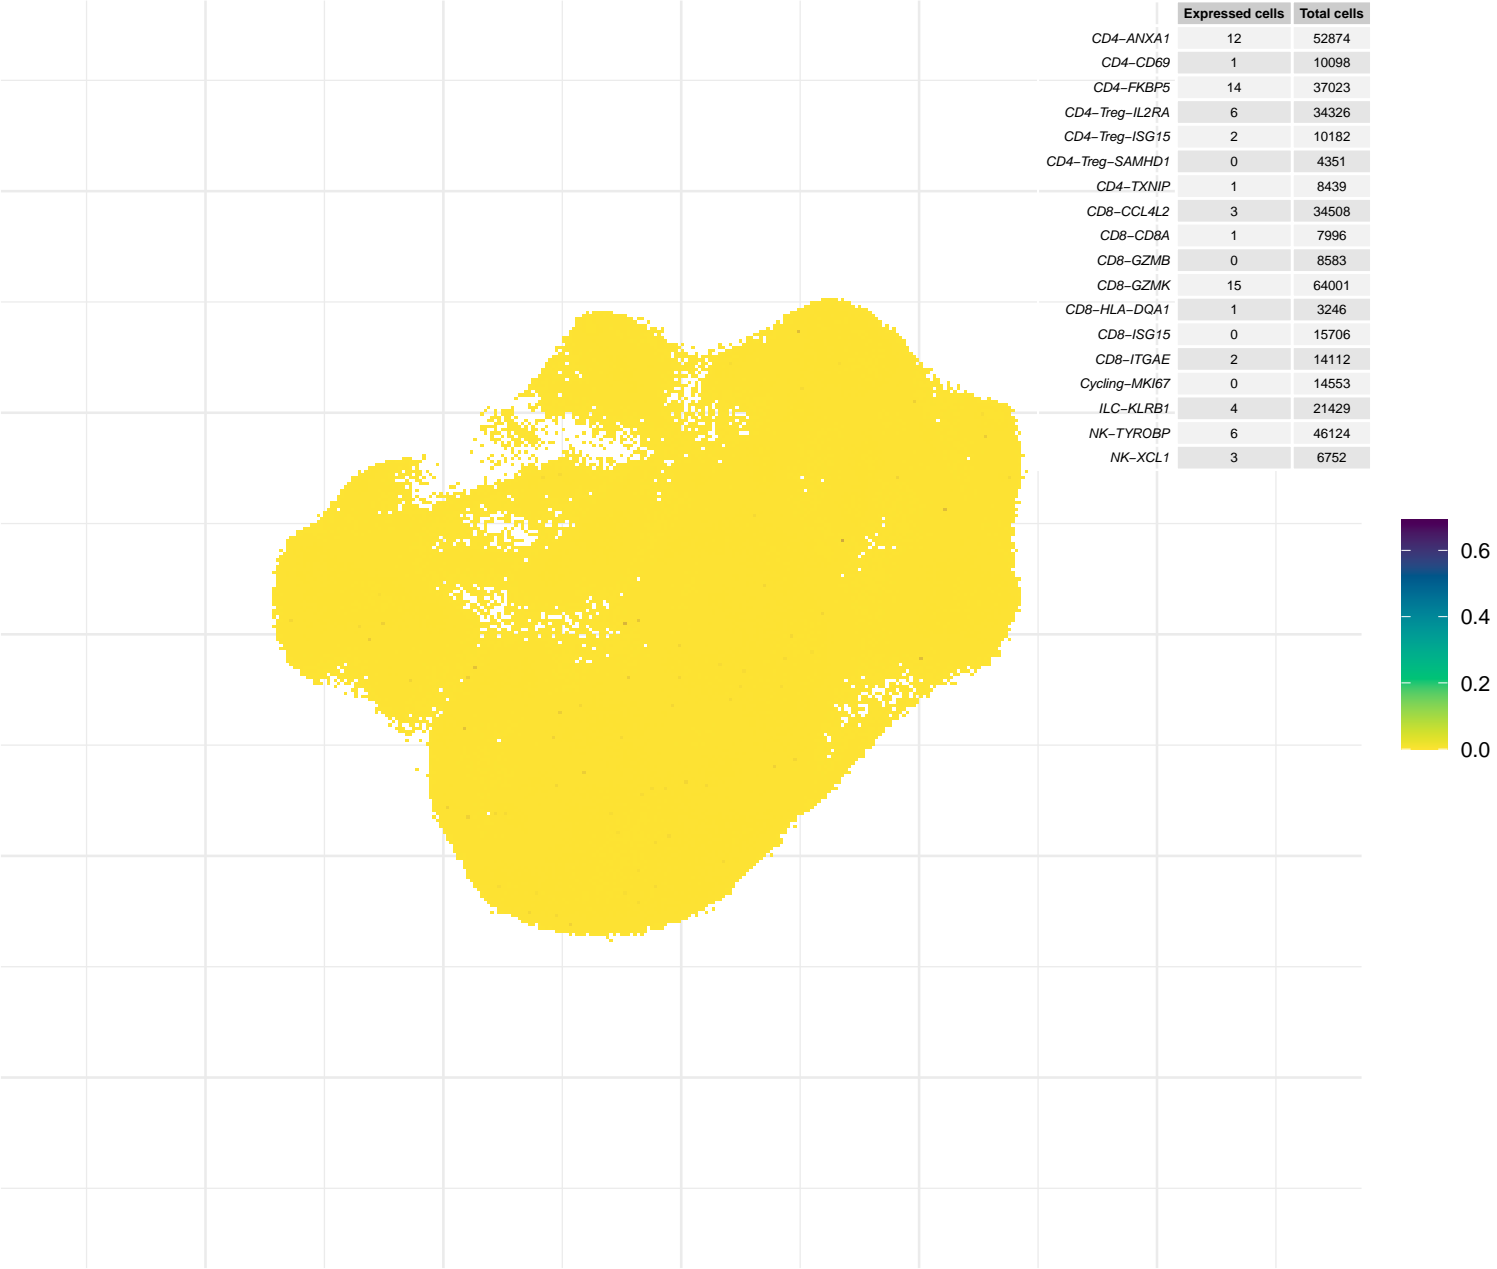 Expressed cells Total cells
CD4−ANXA1 12 52874
CD4−CD69 1 10098
CD4−FKBP5 14 37023
CD4−Treg−IL2RA 6 34326
CD4−Treg−ISG15 2 10182
CD4−Treg−SAMHD1 0 4351
CD4−TXNIP 1 8439
CD8−CCL4L2 3 34508
CD8−CD8A 1 7996
CD8−GZMB 0 8583
CD8−GZMK 15 64001
CD8−HLA−DQA1 1 3246
CD8−ISG15 0 15706
CD8−ITGAE 2 14112
Cycling−MKI67 0 14553
ILC−KLRB1 4 21429
NK−TYROBP 6 46124
NK−XCL1 3 6752
0.6
0.4
0.2
0.0